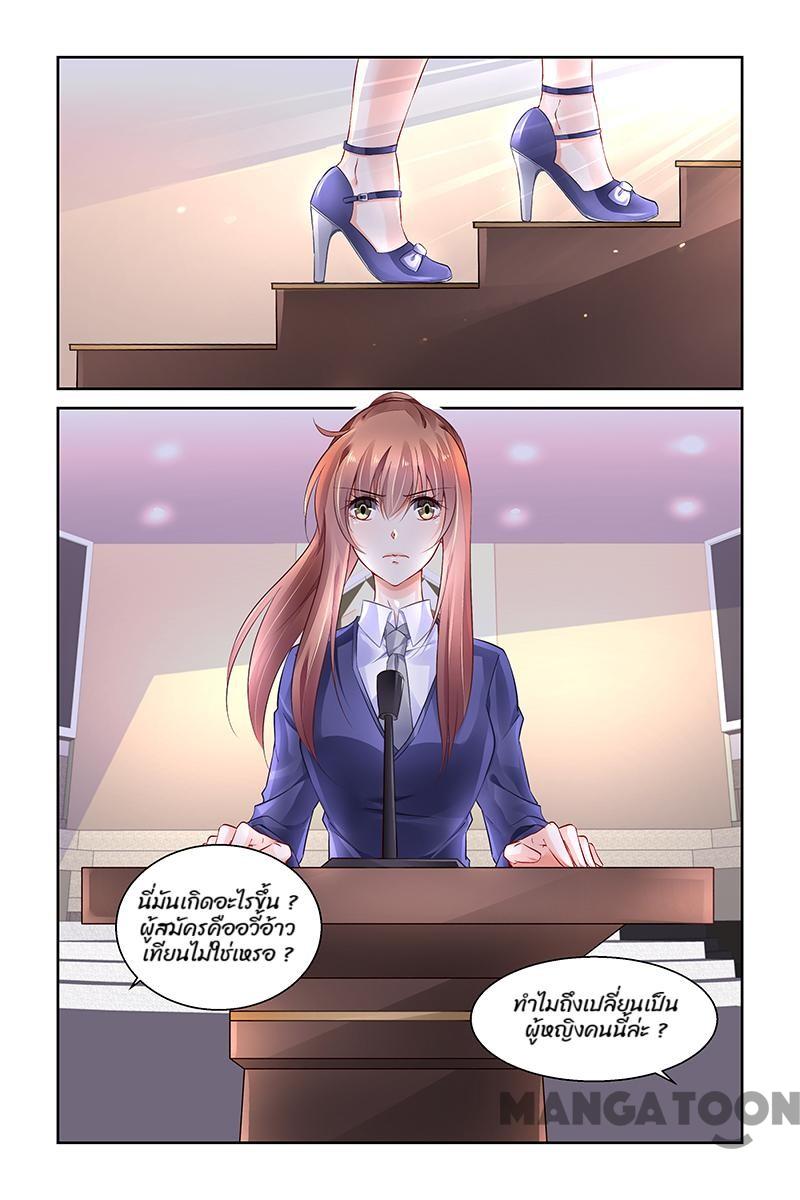 นี่มันเกิดอะไรขึ้น ?
ผู้สมัครคืออวี้อ้าว
เทียนไม่ใช่เหรอ ?
ทำไมถึงเปลี่ยนเป็น
ผู้หญิงคนนี้ล่ะ ?
MANGATOON